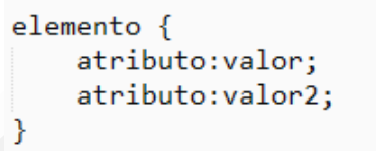 elemento {
    atributo:valor;
    atributo:valor2;
}